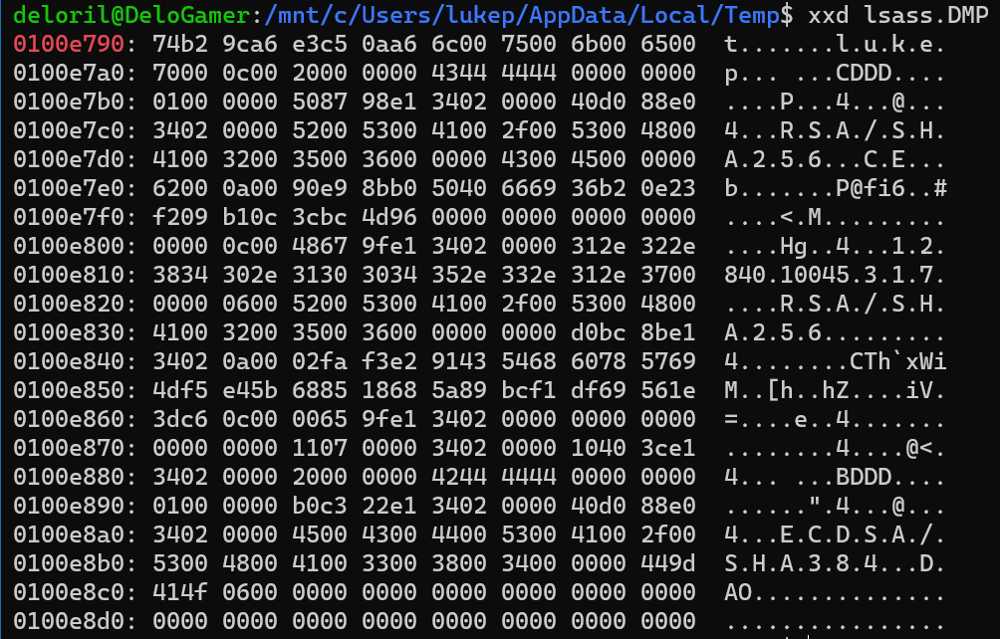 deloril@DeloGamer:/mnt/c/Users/lukep/AppData/Local/Temp$ xxd lsass.DMP
0100e790: 74b2 9ca6 e3c5 0aa6 6c00 7500 6b00 6500  t.......l.u.k.e.
0100e7a0: 7000 0c00 2000 0000 4344 4444 0000 0000  p... ...CDDD....
0100e7b0: 0100 0000 5087 98e1 3402 0000 40d0 88e0  ....P...4...@...
0100e7c0: 3402 0000 5200 5300 4100 2f00 5300 4800  4...R.S.A./.S.H.
0100e7d0: 4100 3200 3500 3600 0000 4300 4500 0000  A.2.5.6...C.E...
0100e7e0: 6200 0a00 90e9 8bb0 5040 6669 36b2 0e23  b.......P@fi6..#
0100e7f0: f209 b10c 3cbc 4d96 0000 0000 0000 0000  ....<.M.........
0100e800: 0000 0c00 4867 9fe1 3402 0000 312e 322e  ....Hg..4...1.2.
0100e810: 3834 302e 3130 3034 352e 332e 312e 3700  840.10045.3.1.7.
0100e820: 0000 0600 5200 5300 4100 2f00 5300 4800  ....R.S.A./.S.H.
0100e830: 4100 3200 3500 3600 0000 0000 d0bc 8be1  A.2.5.6.........
0100e840: 3402 0a00 02fa f3e2 9143 5468 6078 5769  4........CTh`xWi
0100e850: 4df5 e45b 6885 1868 5a89 bcf1 df69 561e  M..[h..hZ....iV.
0100e860: 3dc6 0c00 0065 9fe1 3402 0000 0000 0000  =....e..4.......
0100e870: 0000 0000 1107 0000 3402 0000 1040 3ce1  ........4....@<.
0100e880: 3402 0000 2000 0000 4244 4444 0000 0000  4... ...BDDD....
0100e890: 0100 0000 b0c3 22e1 3402 0000 40d0 88e0  ......".4...@...
0100e8a0: 3402 0000 4500 4300 4400 5300 4100 2f00  4...E.C.D.S.A./.
0100e8b0: 5300 4800 4100 3300 3800 3400 0000 449d  S.H.A.3.8.4...D.
0100e8c0: 414f 0600 0000 0000 0000 0000 0000 0000  AO..............
0100e8d0: 0000 0000 0000 0000 0000 0000 0000 0000  ................